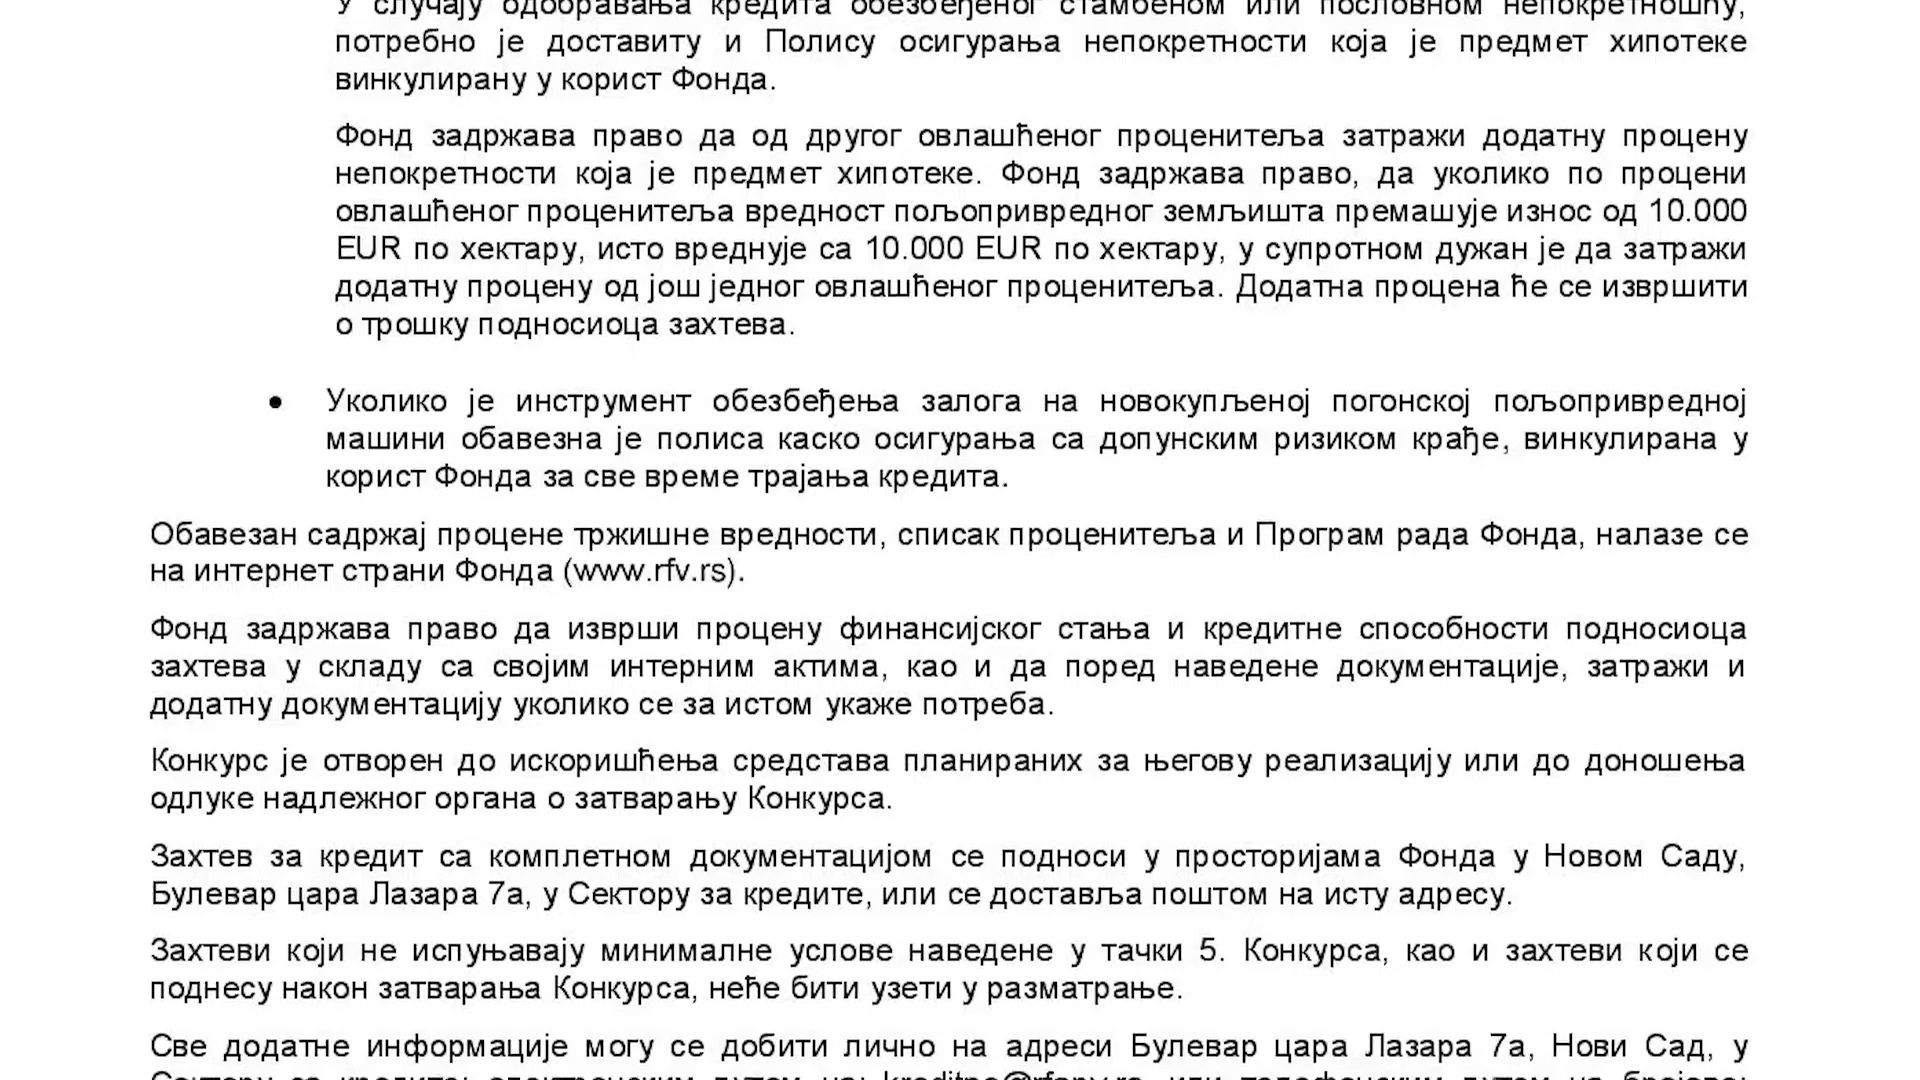 У случају одобравања кредита обезбеђеног стамбеном или пословном непокретношћу,
потребно је доставиту и Полису осигурања непокретности која је предмет хипотеке
винкулирану у корист Фонда.
Фонд задржава право да од другог овлашћеног проценитеља затражи додатну процену
непокретности која је предмет хипотеке. Фонд задржава право, да уколико по процени
овлашћеног проценитеља вредност пољопривредног земљишта премашује износ од 10.000
EUR по хектару, исто вреднује са 10.000 EUR по хектару, у супротном дужан је да затражи
додатну процену од још једног овлашћеног проценитеља. Додатна процена ће се извршити
о трошку подносиоца захтева.
• Уколико је инструмент обезбеђења залога на новокупљеној погонској пољопривредној
машини обавезна је полиса каско осигурања са допунским ризиком крађе, винкулирана у
корист Фонда за све време трајања кредита.
Обавезан садржај процене тржишне вредности, списак проценитеља и Програм рада Фонда, налазе се
на интернет страни Фонда (www.rfv.rs).
Фонд задржава право да изврши процену финансијског стања и кредитне способности подносиоца
захтева у складу са својим интерним актима, као и да поред наведене документације, затражи и
додатну документацију уколико се за истом укаже потреба.
Конкурс је отворен до искоришћења средстава планираних за његову реализацију или до доношења
одлуке надлежног органа о затварању Конкурса.
Захтев за кредит са комплетном документацијом се подноси у просторијама Фонда у Новом Саду,
Булевар цара Лазара 7а, у Сектору за кредите, или се доставља поштом на исту адресу.
Захтеви који не испуњавају минималне услове наведене у тачки 5. Конкурса, као и захтеви који се
поднесу након затварања Конкурса, неће бити узети у разматрање.
Све додатне информације могу се добити лично на адреси Булевар цара Лазара 7а, Нови Сад, у